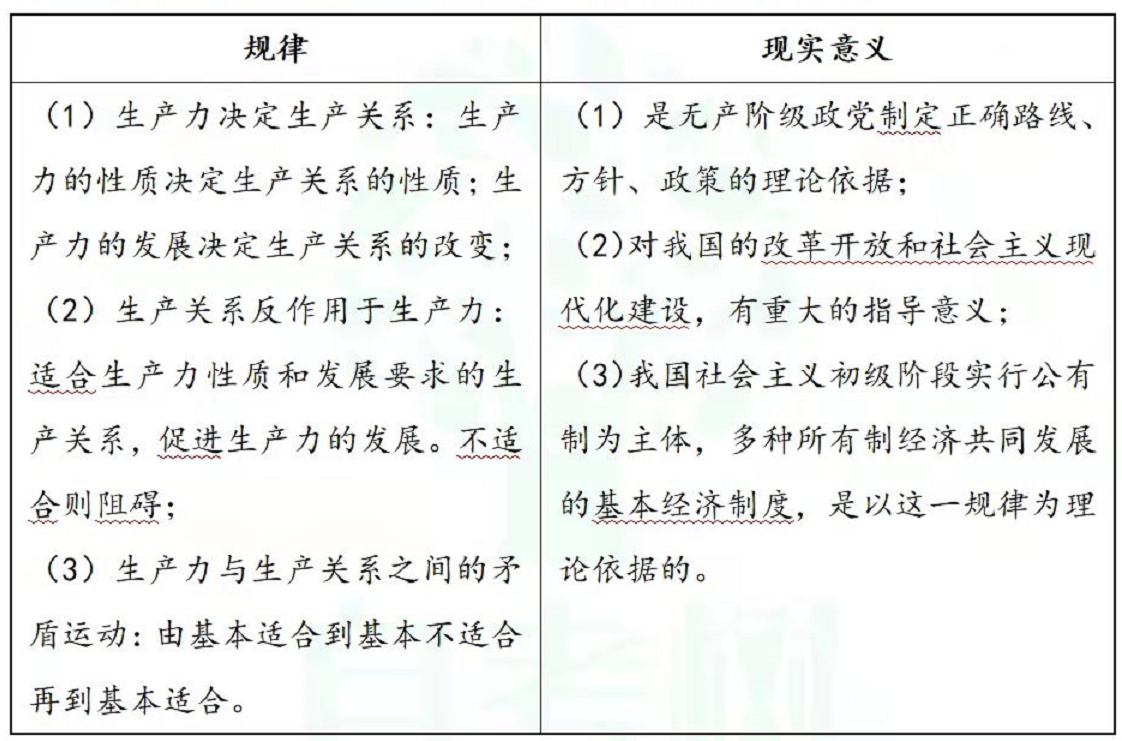 规律
（1）生产力决定生产关系：生产
力的性质决定生产关系的性质；生
产力的发展决定生产关系的改变；
（2）生产关系反作用于生产力：
适合生产力性质和发展要求的生
产关系，促进生产力的发展。不适
合则阻碍；
（3）生产力与生产关系之间的矛
盾运动：由基本适合到基本不适合
再到基本适合。
现实意义
（1）是无产阶级政党制定正确路线、
方针、政策的理论依据；
（2)对我国的改革开放和社会主义现
代化建设，有重大的指导意义；
（3)我国社会主义初级阶段实行公有
制为主体，多种所有制经济共同发展
的基本经济制度，是以这一规律为理
论依据的。
自考网